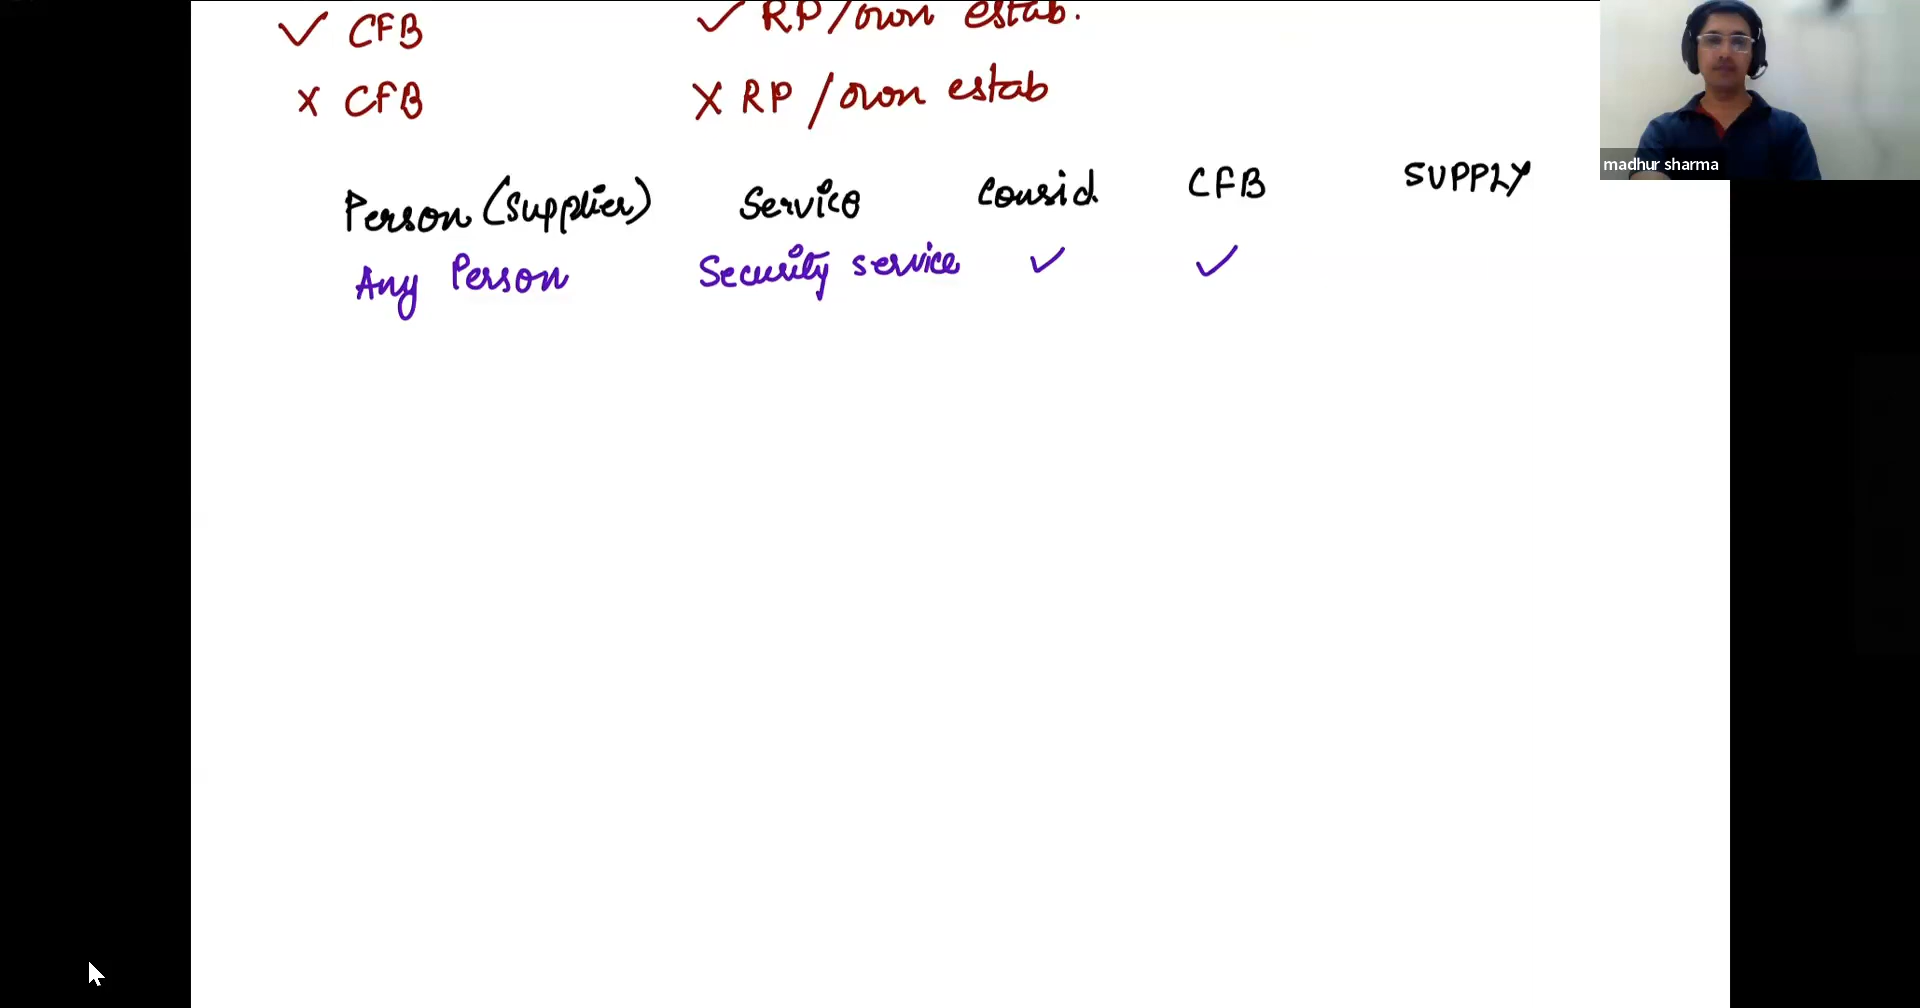 ✓ CFB ✓ RP/own estab.
x CFB X RP/own estab
madhur sharma
Person (Supplier) Service Consid. CFB SUPPLY
Any Person Security service ✓ ✓